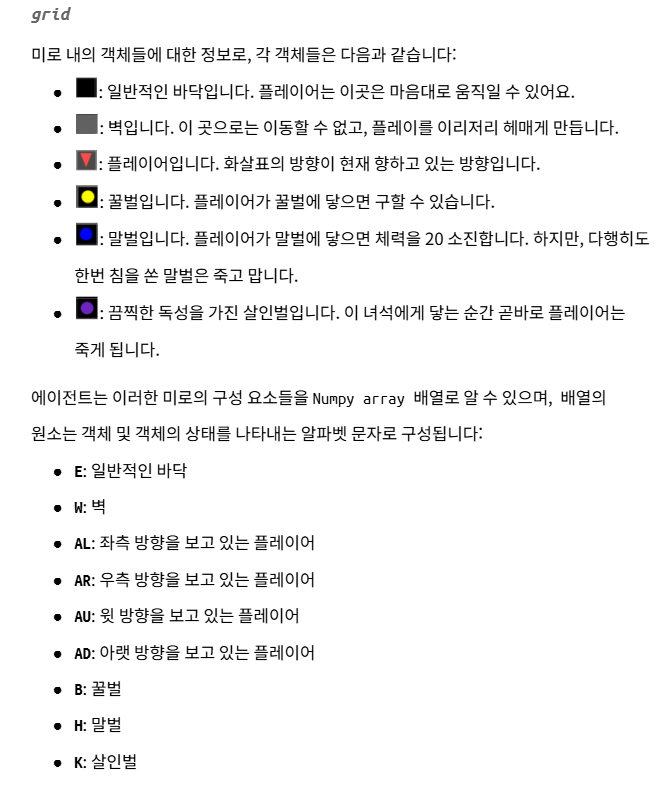 grid
미로 내의 객체들에 대한 정보로, 각 객체들은 다음과 같습니다:
: 일반적인 바닥입니다. 플레이어는 이곳은 마음대로 움직일 수 있어요.
: 벽입니다. 이 곳으로는 이동할 수 없고, 플레이를 이리저리 헤매게 만듭니다.
: 플레이어입니다. 화살표의 방향이 현재 향하고 있는 방향입니다.
: 꿀벌입니다. 플레이어가 꿀벌에 닿으면 구할 수 있습니다.
: 말벌입니다. 플레이어가 말벌에 닿으면 체력을 20 소진합니다. 하지만, 다행히도
한번 침을 쏜 말벌은 죽고 맙니다.
: 끔찍한 독성을 가진 살인벌입니다. 이 녀석에게 닿는 순간 곧바로 플레이어는
죽게 됩니다.
에이전트는 이러한 미로의 구성 요소들을 Numpy array 배열로 알 수 있으며, 배열의
원소는 객체 및 객체의 상태를 나타내는 알파벳 문자로 구성됩니다:
E: 일반적인 바닥
W: 벽
AL: 좌측 방향을 보고 있는 플레이어
AR: 우측 방향을 보고 있는 플레이어
AU: 윗 방향을 보고 있는 플레이어
AD: 아랫 방향을 보고 있는 플레이어
B: 꿀벌
H: 말벌
K: 살인벌